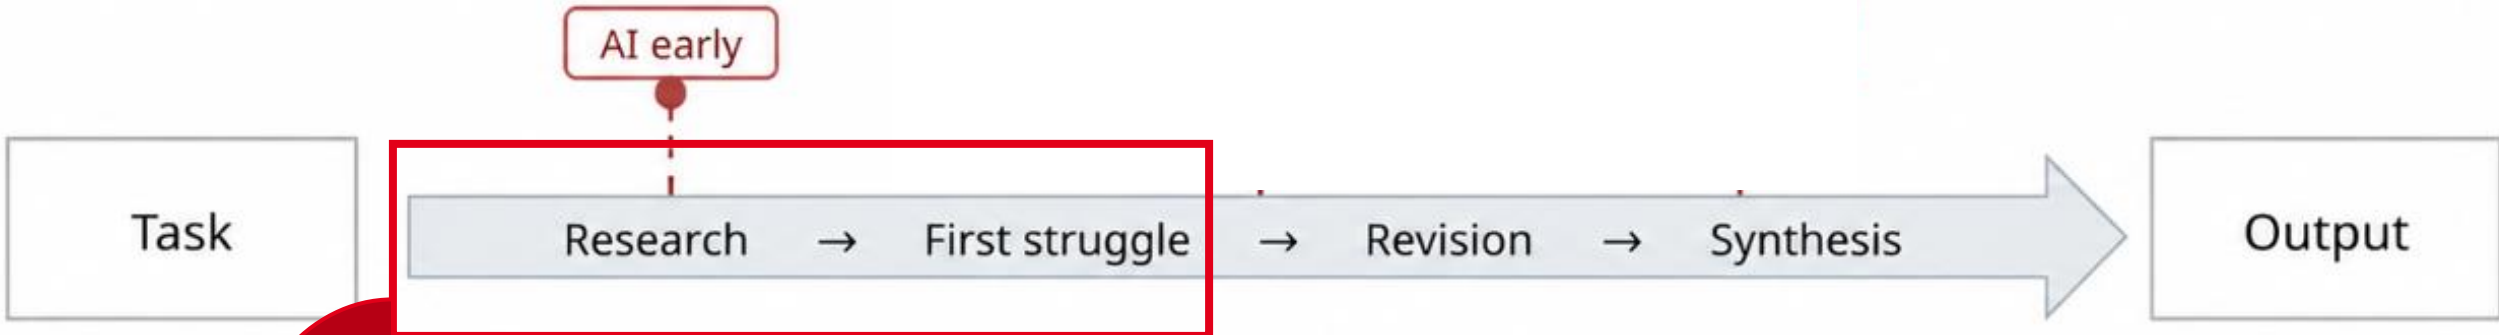 AI early
Task
Research → First struggle → Revision → Synthesis
Output